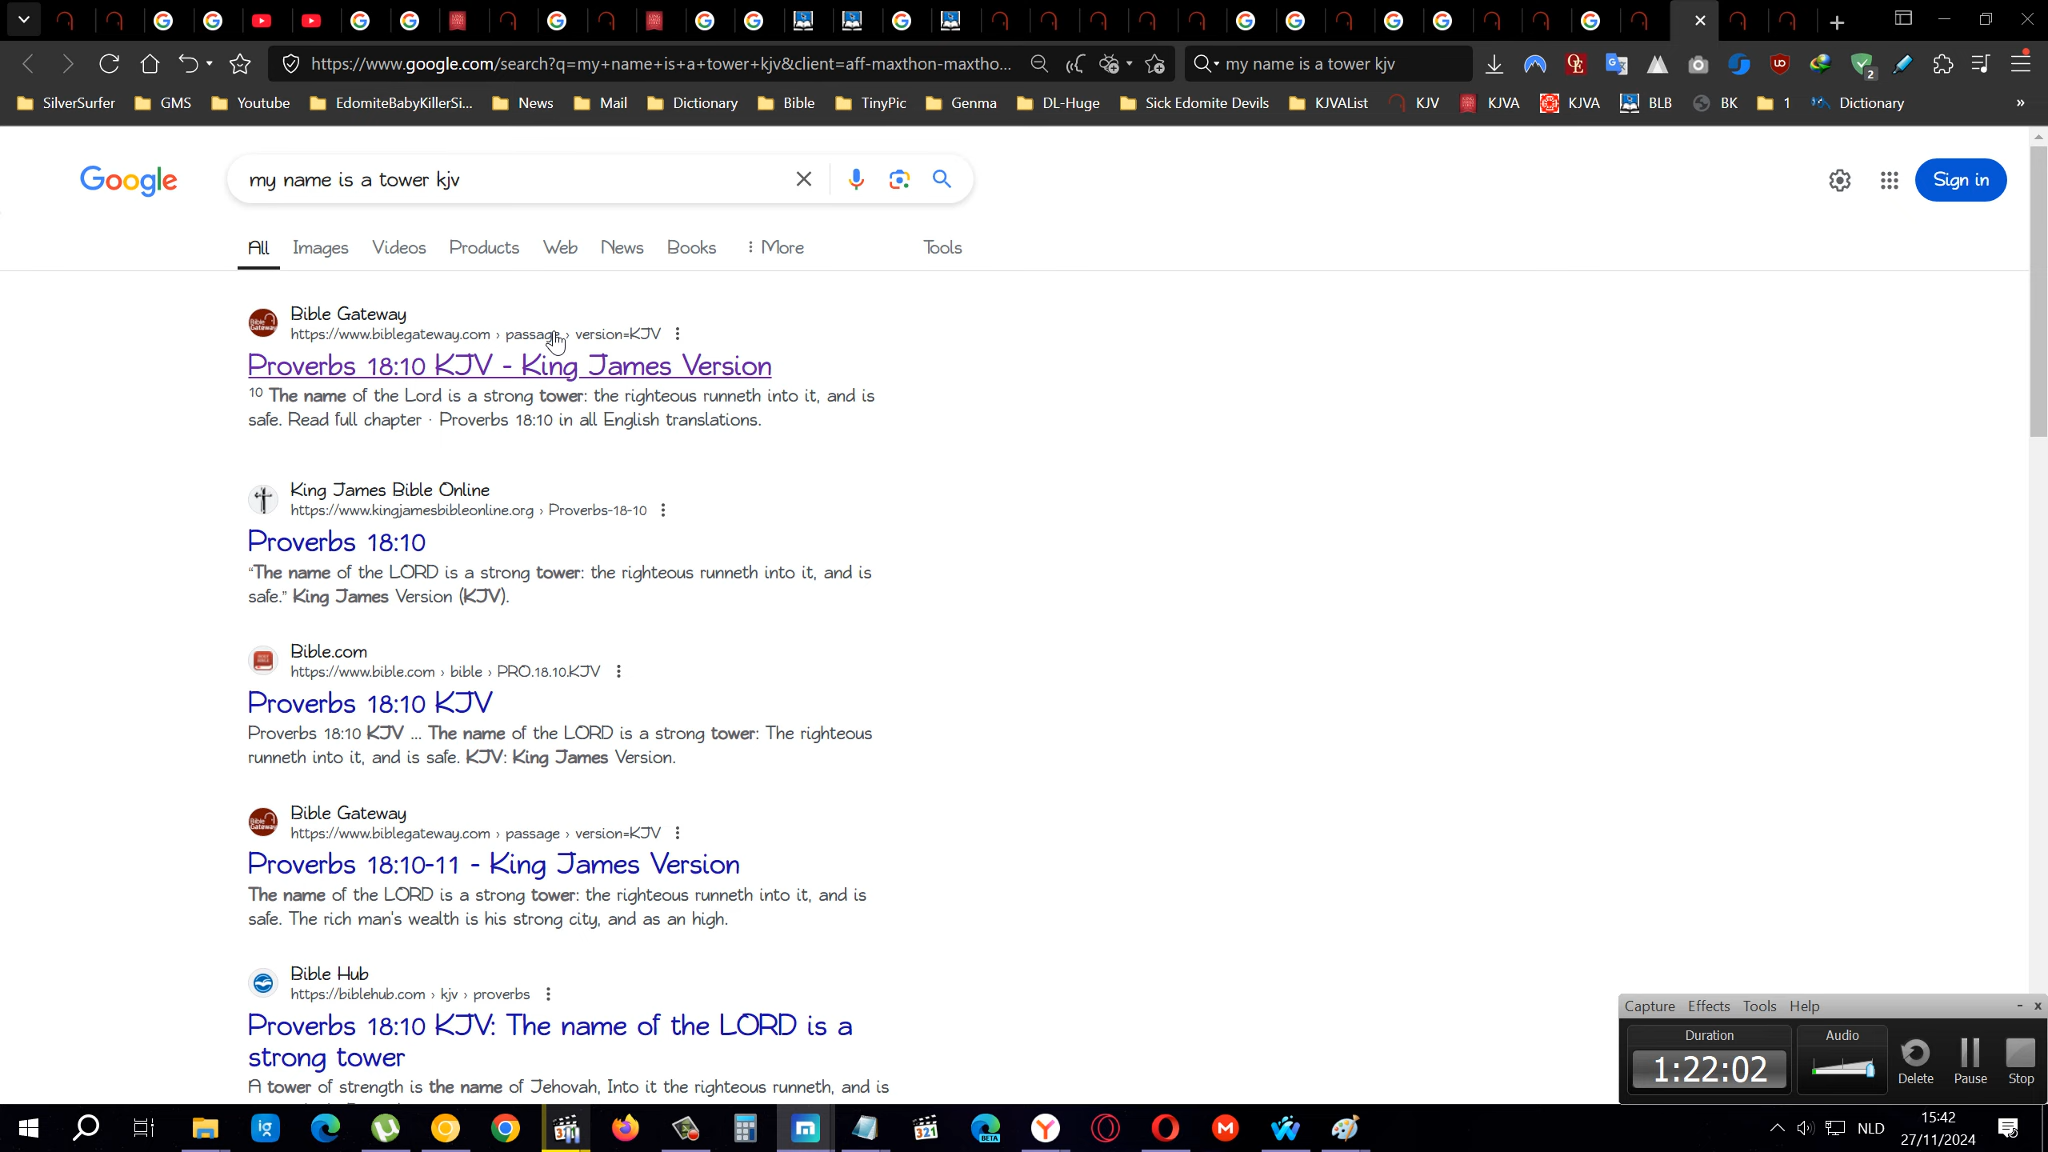 https://www.google.com/search?q=my+name+is+a+tower+kjv&client=aff-maxthon-maxtho...
my name is a tower kjv
2
SilverSurfer
GMS
Youtube
EdomiteBabyKillerSi...
News
Mail
Dictionary
Bible
TinyPic
Genma
DL-Huge
Sick Edomite Devils
KJVAList
KJV
KJVA
KJVA
BLB
BK
1
Dictionary
»
Google
my name is a tower kjv
Sign in
All
Images
Videos
Products
Web
News
Books
More
Tools
Bible Gateway
https://www.biblegateway.com › passage › version=KJV
Proverbs 18:10 KJV - King James Version
10 The name of the Lord is a strong tower: the righteous runneth into it, and is
safe. Read full chapter · Proverbs 18:10 in all English translations.
King James Bible Online
https://www.kingjamesbibleonline.org › Proverbs-18-10
Proverbs 18:10
“The name of the LORD is a strong tower: the righteous runneth into it, and is
safe.” King James Version (KJV).
Bible.com
https://www.bible.com › bible › PRO.18.10.KJV
Proverbs 18:10 KJV
Proverbs 18:10 KJV ... The name of the LORD is a strong tower: The righteous
runneth into it, and is safe. KJV: King James Version.
Bible Gateway
https://www.biblegateway.com › passage › version=KJV
Proverbs 18:10-11 - King James Version
The name of the LORD is a strong tower: the righteous runneth into it, and is
safe. The rich man's wealth is his strong city, and as an high.
Bible Hub
https://biblehub.com › kjv › proverbs
Proverbs 18:10 KJV: The name of the LORD is a
strong tower
A tower of strength is the name of Jehovah, Into it the righteous runneth, and is
Capture Effects Tools Help
Duration
Audio
1:22:02
Delete
Pause
Stop
NLD
15:42
27/11/2024